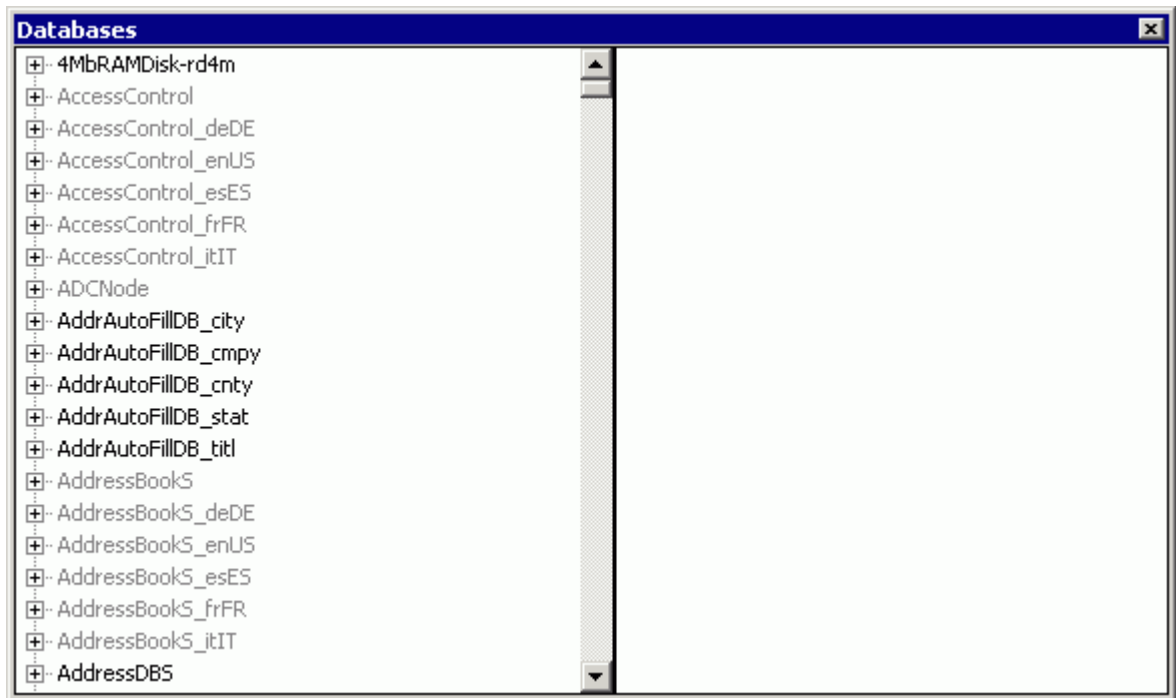 Databases
4MbRAMDisk-rd4m
AccessControl
AccessControl_deDE
AccessControl_enUS
AccessControl_esES
AccessControl_frFR
AccessControl_itIT
ADCNode
AddrAutoFillDB_city
AddrAutoFillDB_cmpy
AddrAutoFillDB_cnty
AddrAutoFillDB_stat
AddrAutoFillDB_titl
AddressBookS
AddressBookS_deDE
AddressBookS_enUS
AddressBookS_esES
AddressBookS_frFR
AddressBookS_itIT
AddressDBS